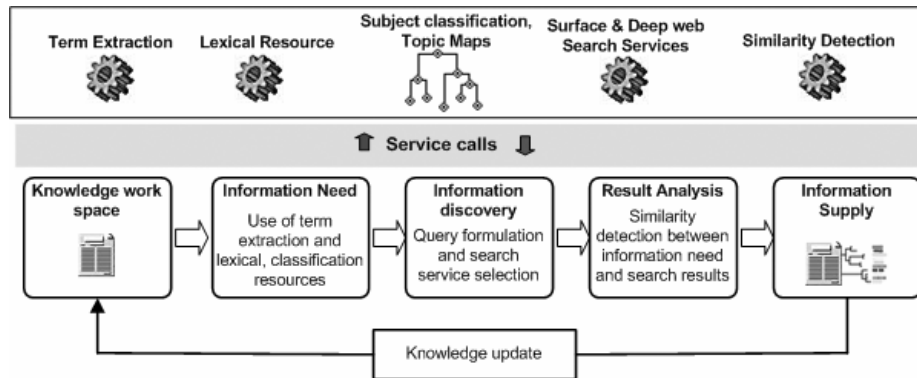 Term Extraction
Lexical Resource
Subject classification,
Topic Maps
Surface & Deep web
Search Services
Similarity Detection
Service calls
Knowledge work
space
Information Need
Use of term
extraction and
lexical, classification
resources
Information
discovery
Query formulation
and search
service selection
Result Analysis
Similarity
detection between
information need
and search results
Information
Supply
Knowledge update